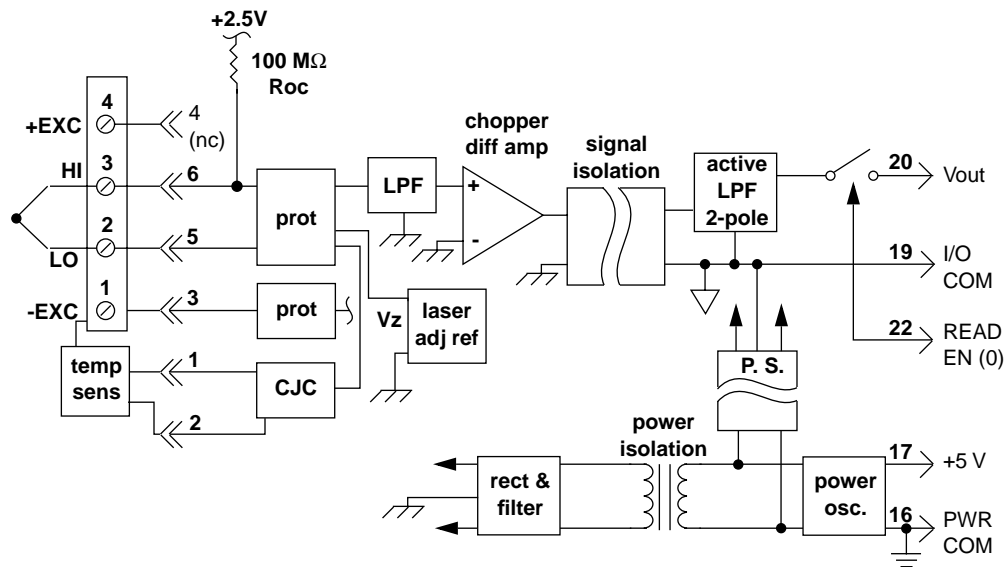 +2.5V
100 MΩ
Roc
4
+EXC
4
(nc)
3
HI
6
2
LO
5
1
-EXC
3
temp
sens
1
2
prot
prot
CJC
LPF
Vz
laser
adj ref
chopper
diff amp
+
-
signal
isolation
active
LPF
2-pole
20
Vout
19
I/O
COM
22
READ
EN (0)
P. S.
power
isolation
rect &
filter
power
osc.
17
+5 V
16
PWR
COM